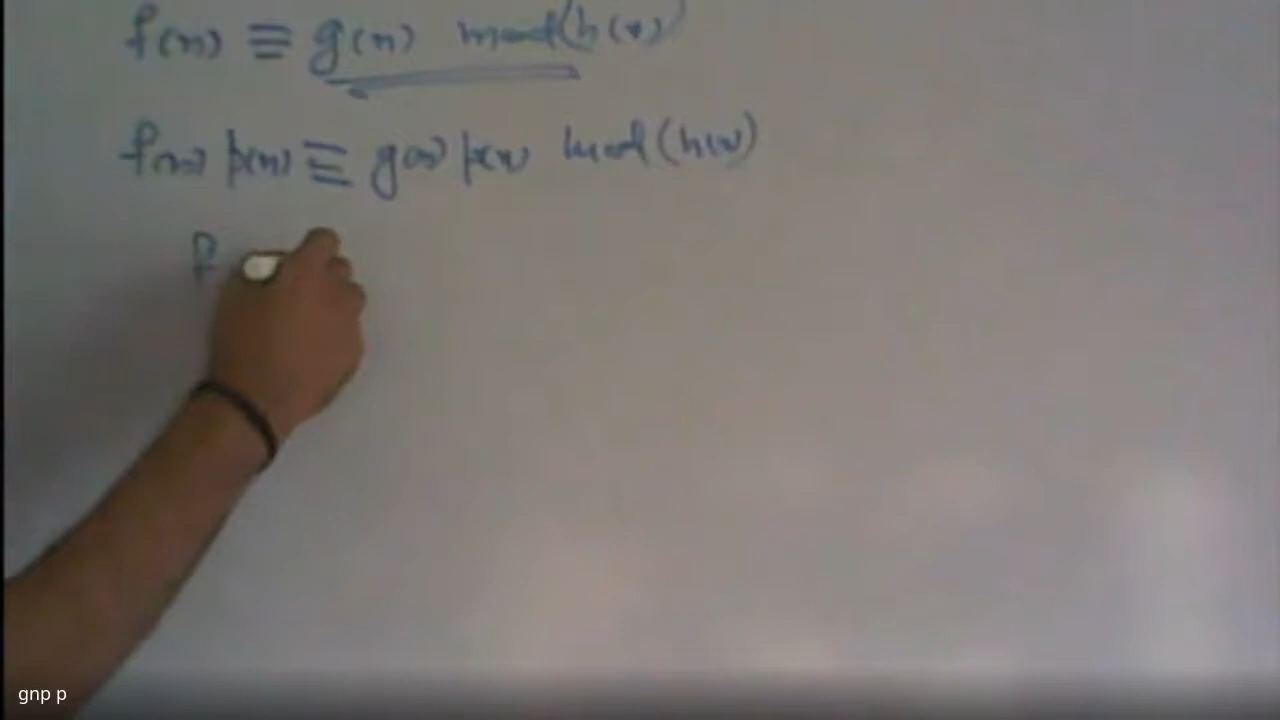 f(x) ≡ g(x) mod(h(x))
f(x) p(x) ≡ g(x) p(x) mod(h(x))
f
gnp p